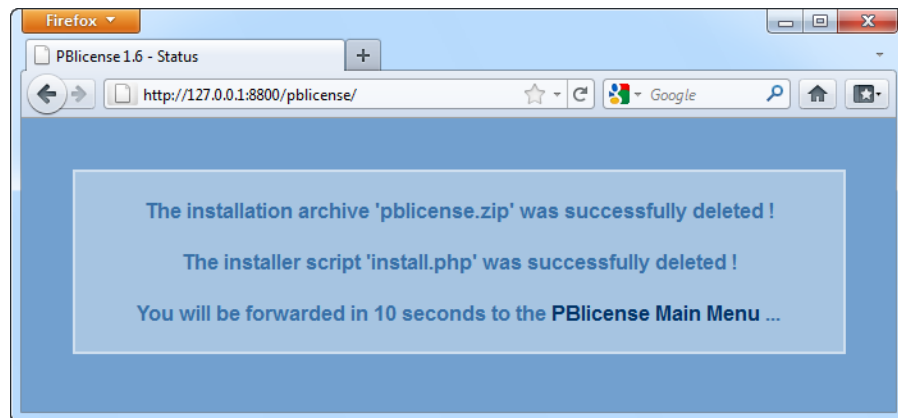 Firefox
PBlicense 1.6 - Status
http://127.0.0.1:8800/pblicense/
Google
The installation archive 'pblicense.zip' was successfully deleted !
The installer script 'install.php' was successfully deleted !
You will be forwarded in 10 seconds to the PBlicense Main Menu ...